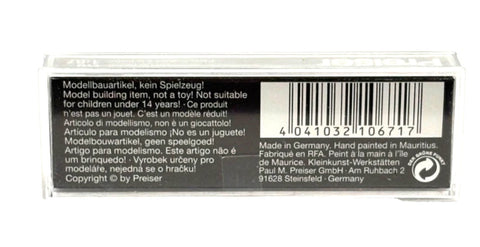 Modellbauartikel, kein Spielzeug!
Model building item, not a toy! Not suitable
for children under 14 years! · Ce produit
n'est pas un jouet. C'est un modèle réduit!
Articolo di modellismo. Non è un giocattolo!
Artículo para modelismo ¡No es un juguete!
Modelbouwartikel, geen speelgoed!
Artigo para modelismo. Este artigo não é
um brinquedo! · Vyrobek určeny pro
modeláře, nejedná se o hračku!
Copyright © by Preiser
4 041032 106717
Made in Germany. Hand painted in Mauritius.
Fabriqué en RFA. Peint à la main à l'île
de Maurice. Kleinkunst-Werkstätten
Paul M. Preiser GmbH · Am Ruhbach 2
91628 Steinsfeld · Germany
DER GRÜNE PUNKT